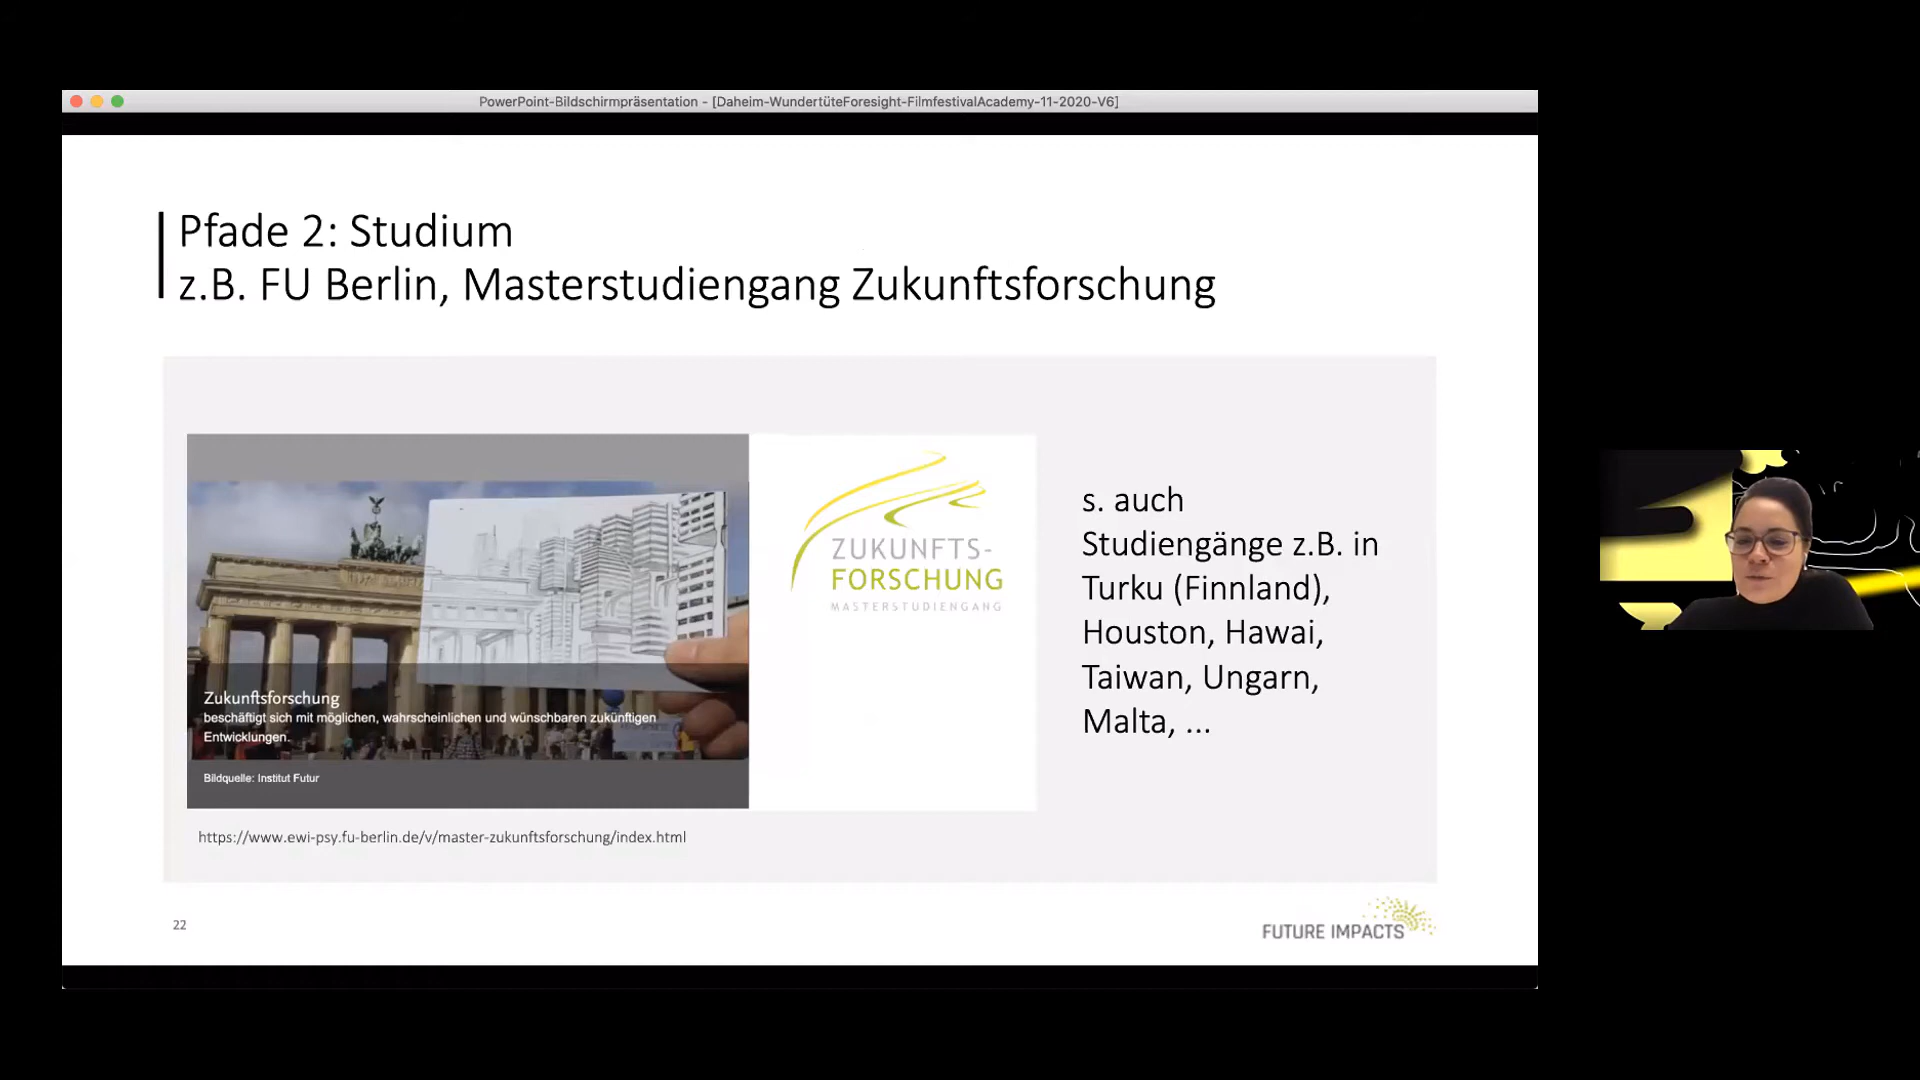 PowerPoint-Bildschirmpräsentation - [Daheim-WundertüteForesight-FilmfestivalAcademy-11-2020-V6]
Pfade 2: Studium
z.B. FU Berlin, Masterstudiengang Zukunftsforschung
ZUKUNFTS-
FORSCHUNG
MASTERSTUDIENGANG
Zukunftsforschung
beschäftigt sich mit möglichen, wahrscheinlichen und wünschbaren zukünftigen
Entwicklungen.
Bildquelle: Institut Futur
https://www.ewi-psy.fu-berlin.de/v/master-zukunftsforschung/index.html
s. auch
Studiengänge z.B. in
Turku (Finnland),
Houston, Hawai,
Taiwan, Ungarn,
Malta, ...
22
FUTURE IMPACTS